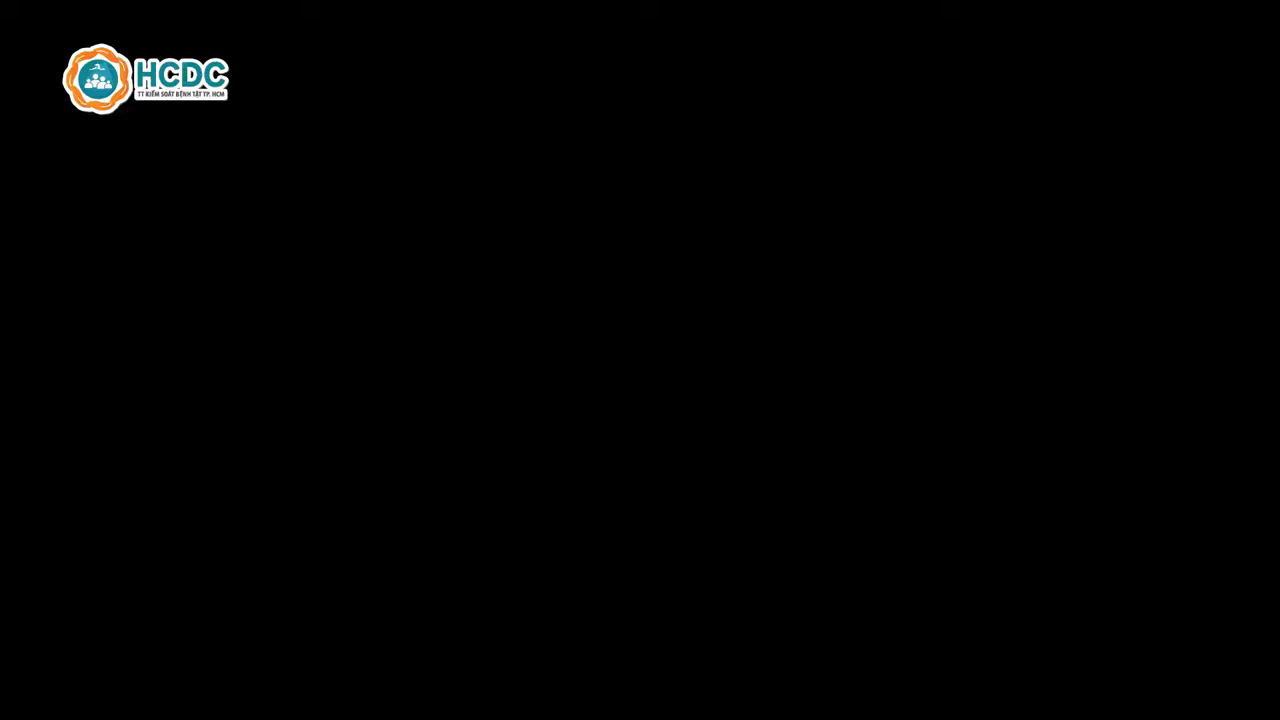 HCDC
TT KIỂM SOÁT BỆNH TẬT TP. HCM